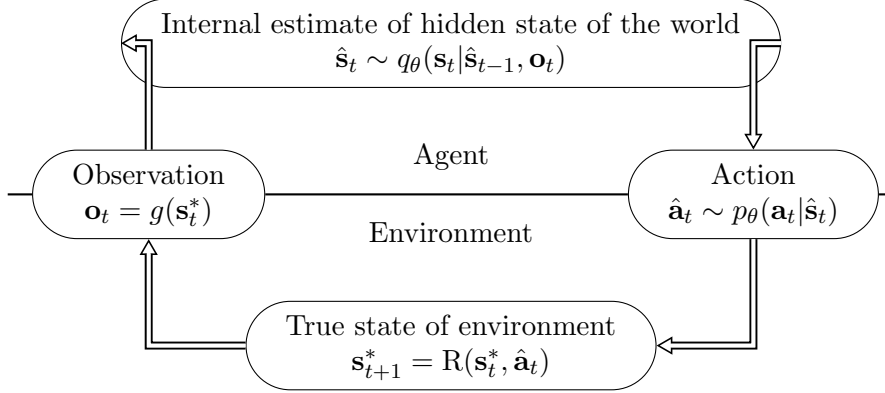 Internal estimate of hidden state of the world
ŝ_t ∼ q_θ(s_t|ŝ_{t−1}, o_t)
Agent
Observation
o_t = g(s*_t)
Action
â_t ∼ p_θ(a_t|ŝ_t)
Environment
True state of environment
s*_{t+1} = R(s*_t, â_t)